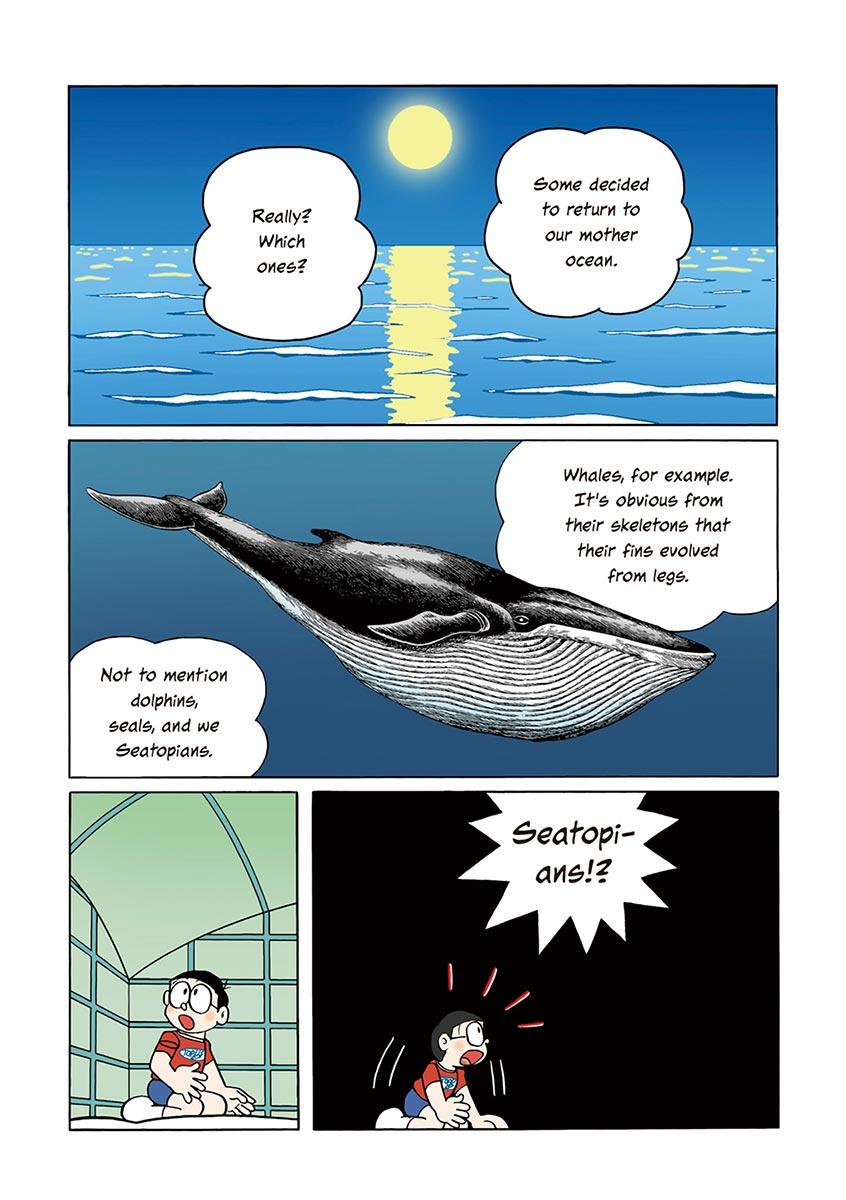 Some decided
to return to
our mother
ocean.
Really?
Which
ones?
Whales, for example.
It's obvious from
their skeletons that
their fins evolved
from legs.
Not to mention
dolphins,
seals, and we
Seatopians.
Seatopi-
ans!?